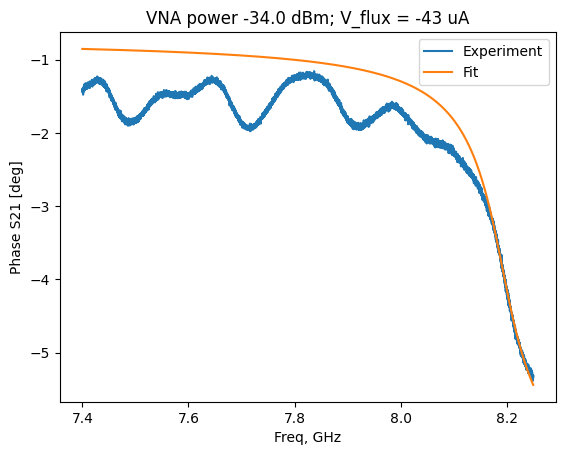 VNA power -34.0 dBm; V_flux = -43 uA
Experiment
Fit
Phase S21 [deg]
−1
−2
−3
−4
−5
7.4
7.6
7.8
8.0
8.2
Freq, GHz